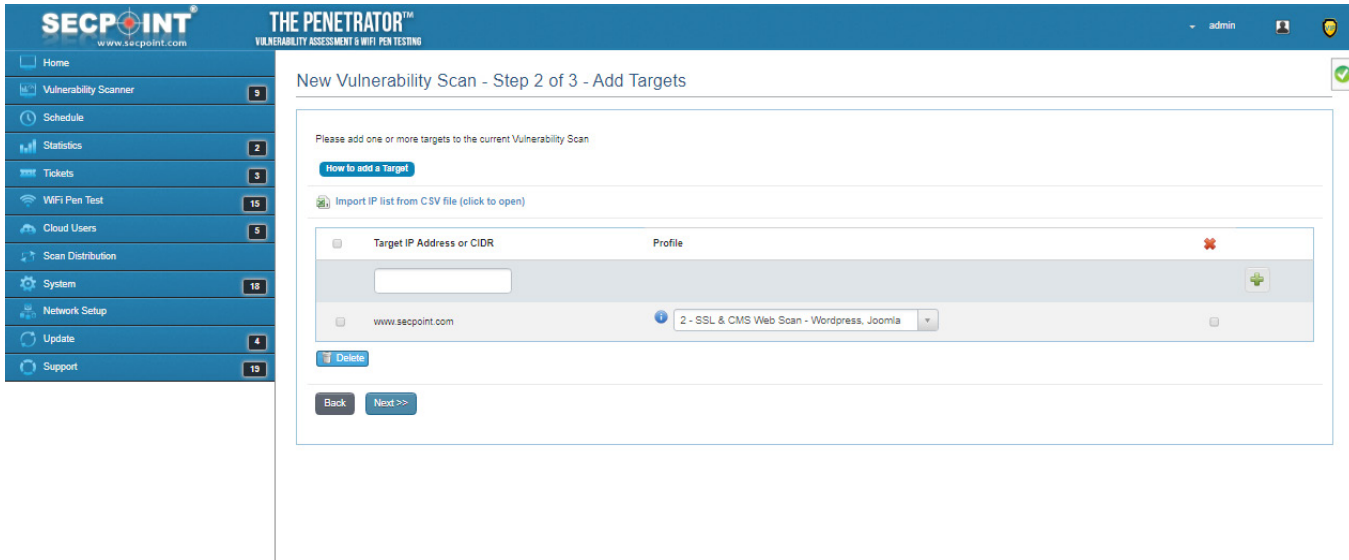 SECPOINT®
www.secpoint.com
THE PENETRATOR™
VULNERABILITY ASSESSMENT & WIFI PEN TESTING
admin
Home
Vulnerability Scanner 9
Schedule
Statistics 2
Tickets 3
WiFi Pen Test 15
Cloud Users 5
Scan Distribution
System 18
Network Setup
Update 4
Support 19
New Vulnerability Scan - Step 2 of 3 - Add Targets
Please add one or more targets to the current Vulnerability Scan
How to add a Target
Import IP list from CSV file (click to open)
Target IP Address or CIDR Profile
www.secpoint.com 2 - SSL & CMS Web Scan - Wordpress, Joomla
Delete
Back Next >>